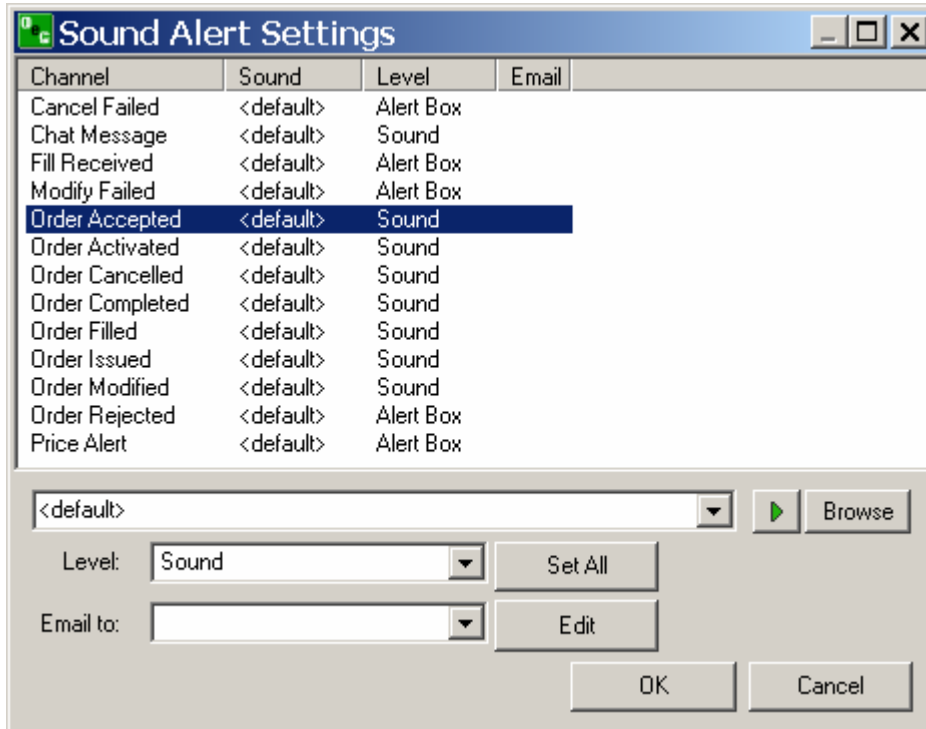 OeC Sound Alert Settings
Channel Sound Level Email
Cancel Failed <default> Alert Box
Chat Message <default> Sound
Fill Received <default> Alert Box
Modify Failed <default> Alert Box
Order Accepted <default> Sound
Order Activated <default> Sound
Order Cancelled <default> Sound
Order Completed <default> Sound
Order Filled <default> Sound
Order Issued <default> Sound
Order Modified <default> Sound
Order Rejected <default> Alert Box
Price Alert <default> Alert Box
<default> Browse
Level: Sound Set All
Email to: Edit
OK Cancel